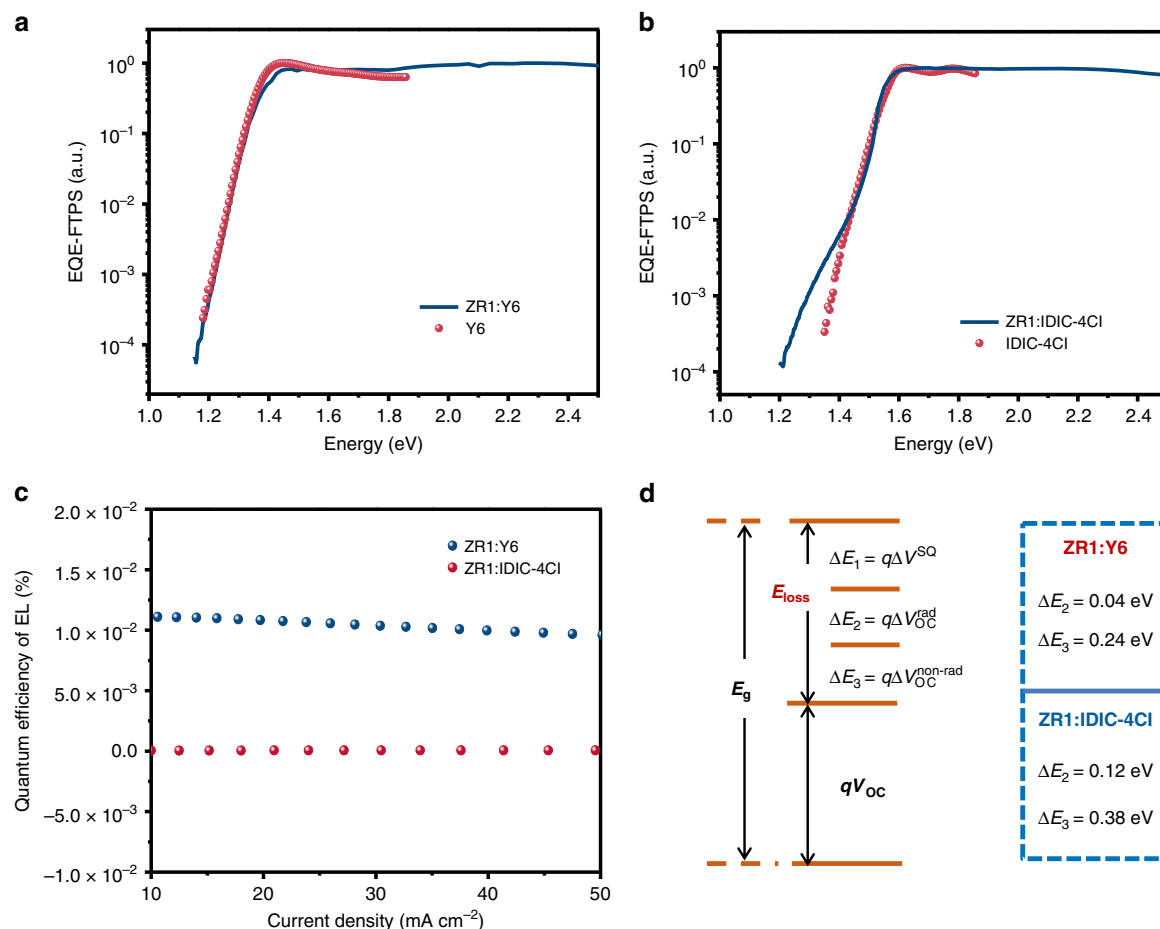 a
EQE-FTPS (a.u.)
10⁰
10⁻¹
10⁻²
10⁻³
10⁻⁴
ZR1:Y6
Y6
1.0 1.2 1.4 1.6 1.8 2.0 2.2 2.4
Energy (eV)
b
EQE-FTPS (a.u.)
10⁰
10⁻¹
10⁻²
10⁻³
10⁻⁴
ZR1:IDIC-4Cl
IDIC-4Cl
1.0 1.2 1.4 1.6 1.8 2.0 2.2 2.4
Energy (eV)
c
Quantum efficiency of EL (%)
2.0 × 10⁻²
1.5 × 10⁻²
1.0 × 10⁻²
5.0 × 10⁻³
0.0
−5.0 × 10⁻³
−1.0 × 10⁻²
ZR1:Y6
ZR1:IDIC-4Cl
10 20 30 40 50
Current density (mA cm⁻²)
d
E_g
E_loss
ΔE₁ = qΔV^SQ
ΔE₂ = qΔV_OC^rad
ΔE₃ = qΔV_OC^non-rad
qV_OC
ZR1:Y6
ΔE₂ = 0.04 eV
ΔE₃ = 0.24 eV
ZR1:IDIC-4Cl
ΔE₂ = 0.12 eV
ΔE₃ = 0.38 eV